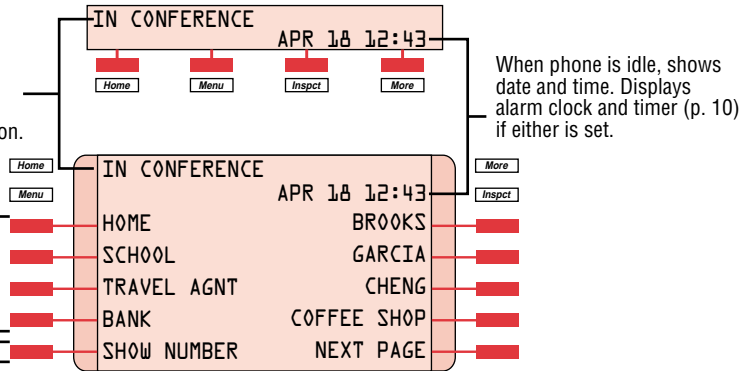 IN CONFERENCE
APR 18 12:43
Home Menu Inspct More
When phone is idle, shows
date and time. Displays
alarm clock and timer (p. 10)
if either is set.
on.
Home
Menu
More
Inspct
IN CONFERENCE
APR 18 12:43
HOME BROOKS
SCHOOL GARCIA
TRAVEL AGNT CHENG
BANK COFFEE SHOP
SHOW NUMBER NEXT PAGE